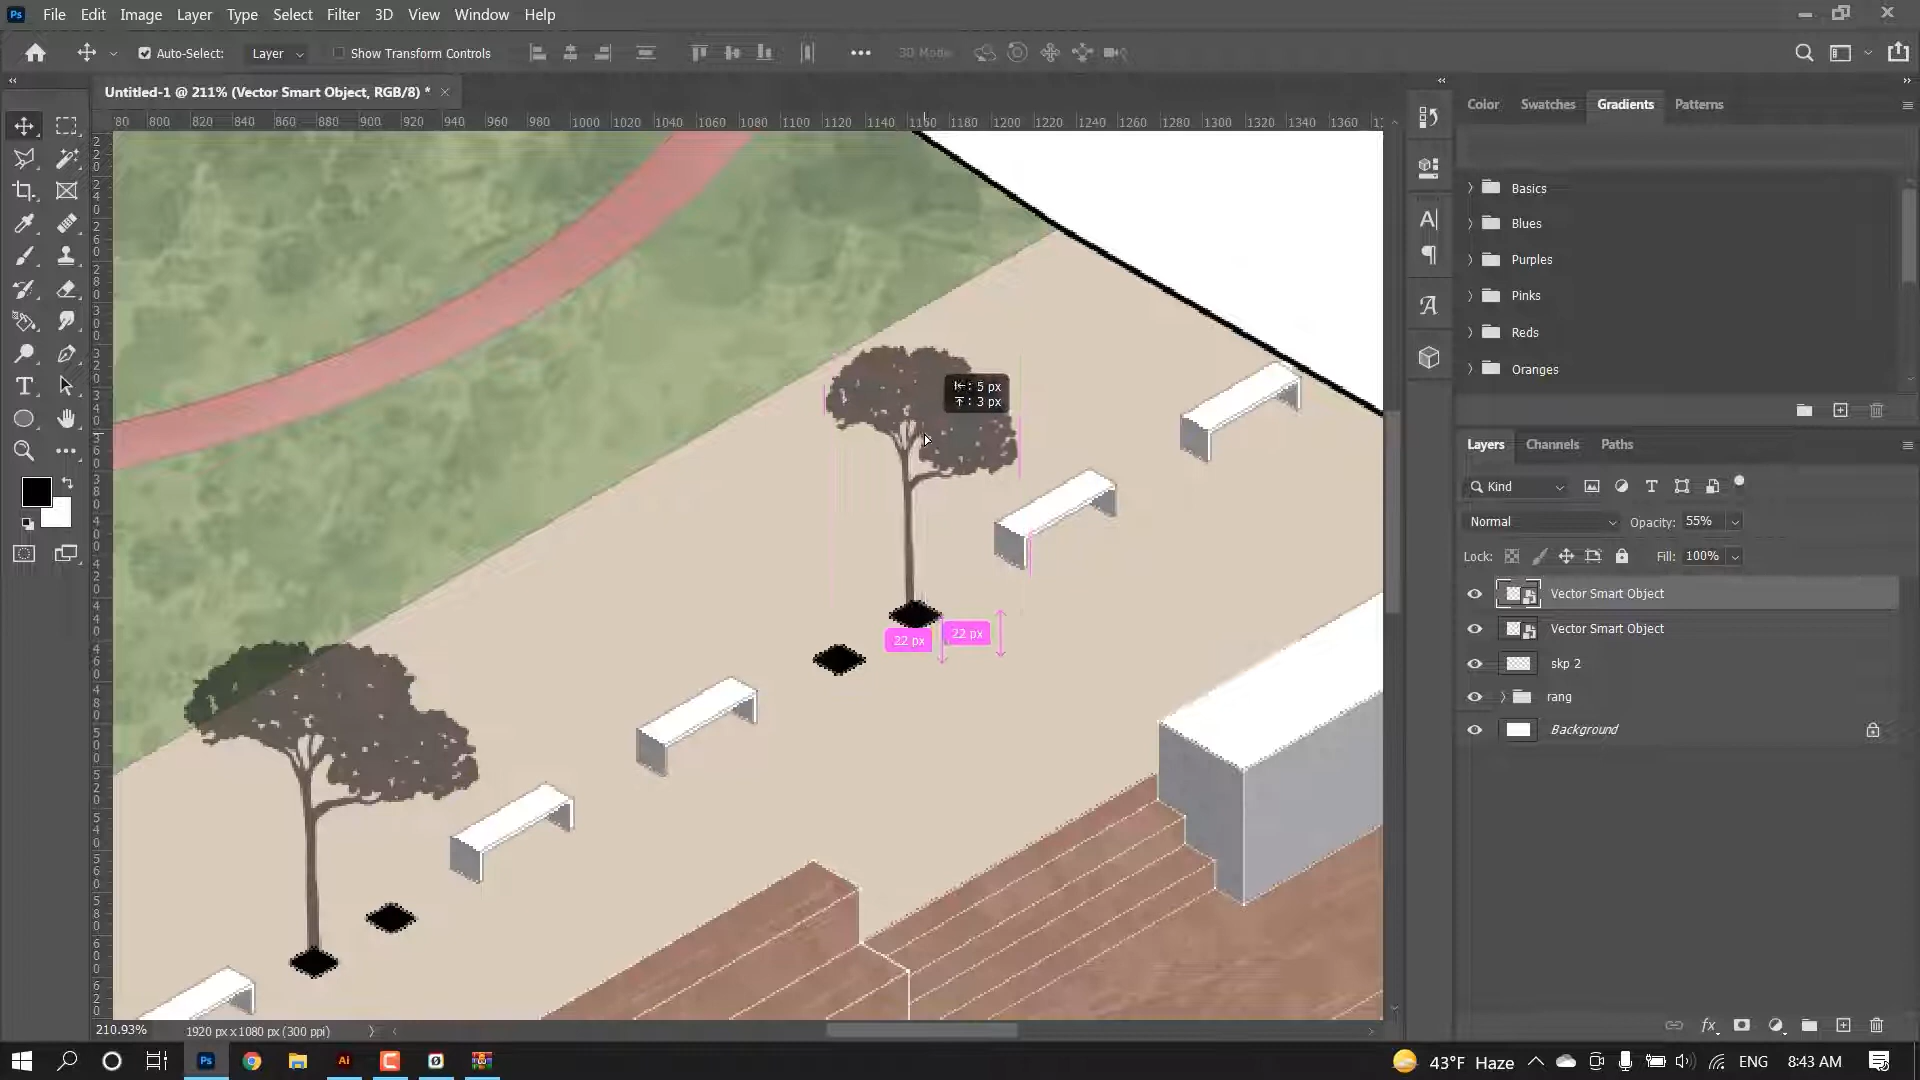 Ps File Edit Image Layer Type Select Filter 3D View Window Help
Auto-Select: Layer Show Transform Controls 3D Mode
Untitled-1 @ 211% (Vector Smart Object, RGB/8) *
80 800 820 840 860 880 900 920 940 960 980 1000 1020 1040 1060 1080 1100 1120 1140 1160 1180 1200 1220 1240 1260 1280 1300 1320 1340 1360
Color Swatches Gradients Patterns
Basics
Blues
Purples
Pinks
Reds
Oranges
: 5 px
: 3 px
22 px 22 px
Layers Channels Paths
Kind
Normal Opacity: 55%
Lock: Fill: 100%
Vector Smart Object
Vector Smart Object
skp 2
rang
Background
210.93% 1920 px x 1080 px (300 ppi)
Ps Ai 43°F Haze ENG 8:43 AM